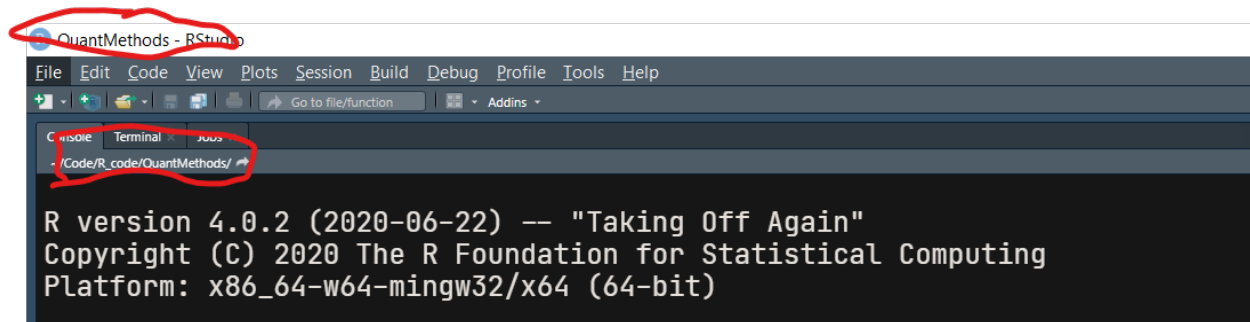 R QuantMethods - RStudio
File Edit Code View Plots Session Build Debug Profile Tools Help
Go to file/function Addins
Console Terminal Jobs
~/Code/R_code/QuantMethods/
R version 4.0.2 (2020-06-22) -- "Taking Off Again"
Copyright (C) 2020 The R Foundation for Statistical Computing
Platform: x86_64-w64-mingw32/x64 (64-bit)